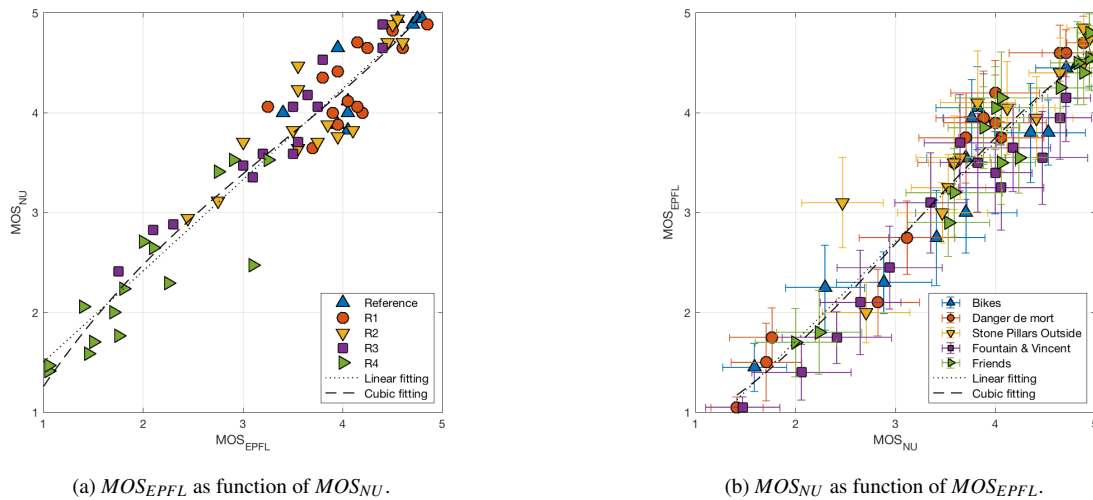 5
4
3
2
1
MOS_NU
1 2 3 4 5
MOS_EPFL
Reference
R1
R2
R3
R4
Linear fitting
Cubic fitting
(a) MOS_EPFL as function of MOS_NU.
5
4
3
2
1
MOS_EPFL
1 2 3 4 5
MOS_NU
Bikes
Danger de mort
Stone Pillars Outside
Fountain & Vincent
Friends
Linear fitting
Cubic fitting
(b) MOS_NU as function of MOS_EPFL.